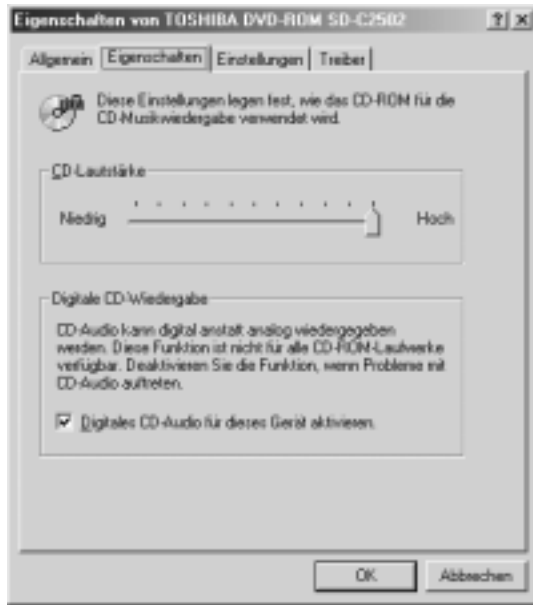 Eigenschaften von TOSHIBA DVD-ROM SD-C2502
? ×
Allgemein Eigenschaften Einstellungen Treiber
Diese Einstellungen legen fest, wie das CD-ROM für die
CD-Musikwiedergabe verwendet wird.
CD-Lautstärke
Niedrig Hoch
Digitale CD-Wiedergabe
CD-Audio kann digital anstatt analog wiedergegeben
werden. Diese Funktion ist nicht für alle CD-ROM-Laufwerke
verfügbar. Deaktivieren Sie die Funktion, wenn Probleme mit
CD-Audio auftreten.
Digitales CD-Audio für dieses Gerät aktivieren.
OK Abbrechen